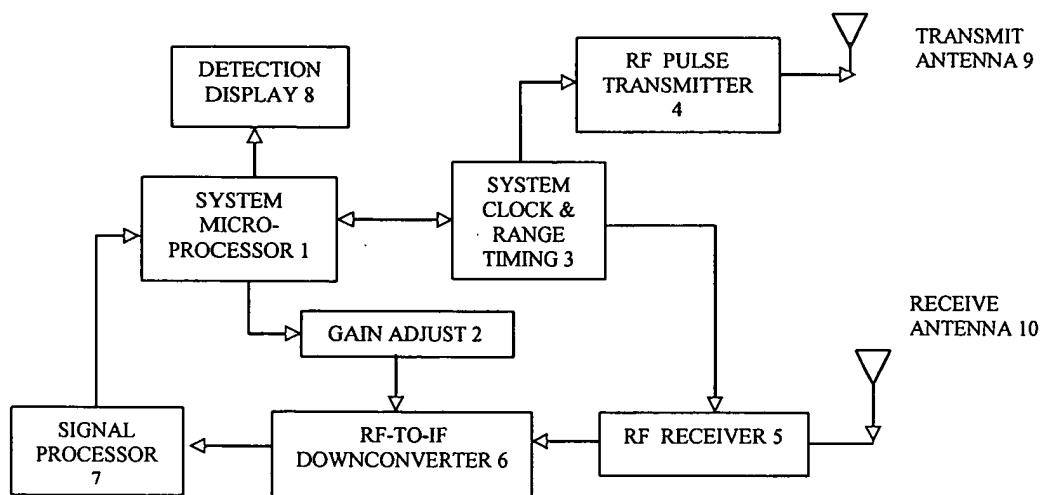 TRANSMIT
ANTENNA 9
RF PULSE
TRANSMITTER
4
DETECTION
DISPLAY 8
SYSTEM
MICRO-
PROCESSOR 1
SYSTEM
CLOCK &
RANGE
TIMING 3
RECEIVE
ANTENNA 10
GAIN ADJUST 2
SIGNAL
PROCESSOR
7
RF-TO-IF
DOWNCONVERTER 6
RF RECEIVER 5